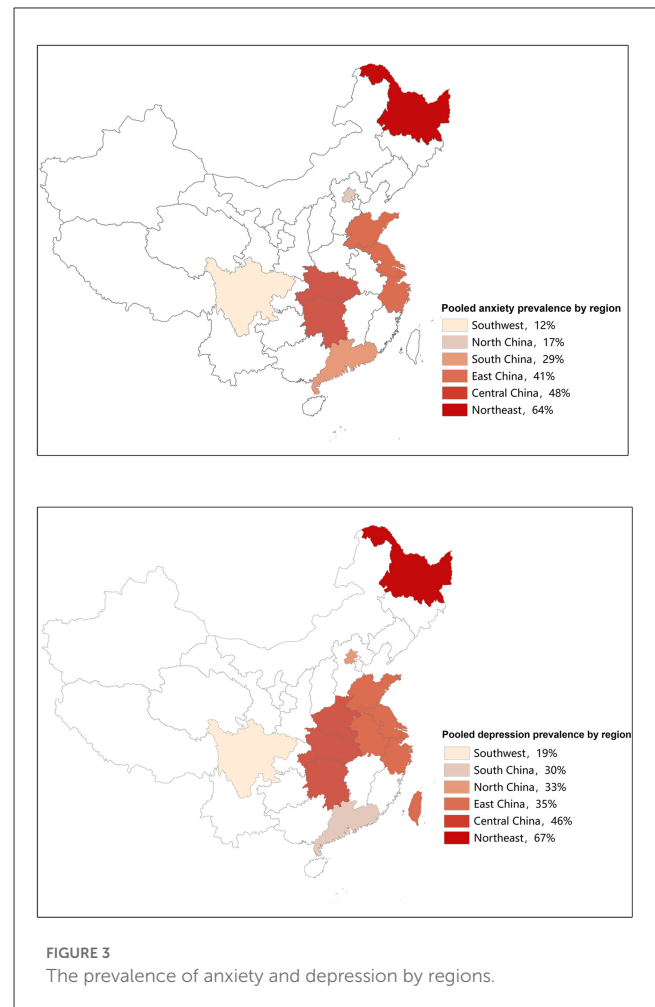 Pooled anxiety prevalence by region
Southwest, 12%
North China, 17%
South China, 29%
East China, 41%
Central China, 48%
Northeast, 64%
Pooled depression prevalence by region
Southwest, 19%
South China, 30%
North China, 33%
East China, 35%
Central China, 46%
Northeast, 67%
FIGURE 3
The prevalence of anxiety and depression by regions.